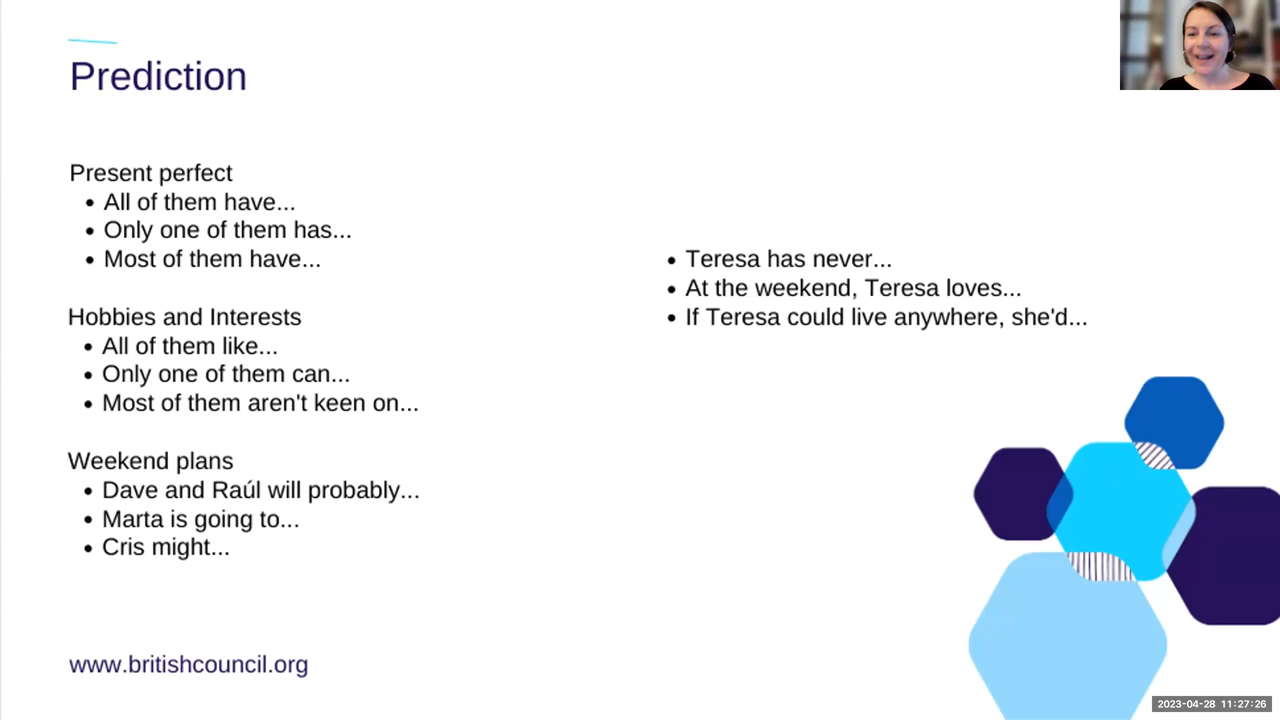 Prediction
Present perfect
• All of them have...
• Only one of them has...
• Most of them have...
Hobbies and Interests
• All of them like...
• Only one of them can...
• Most of them aren't keen on...
Weekend plans
• Dave and Raúl will probably...
• Marta is going to...
• Cris might...
• Teresa has never...
• At the weekend, Teresa loves...
• If Teresa could live anywhere, she'd...
www.britishcouncil.org
2023-04-28 11:27:26